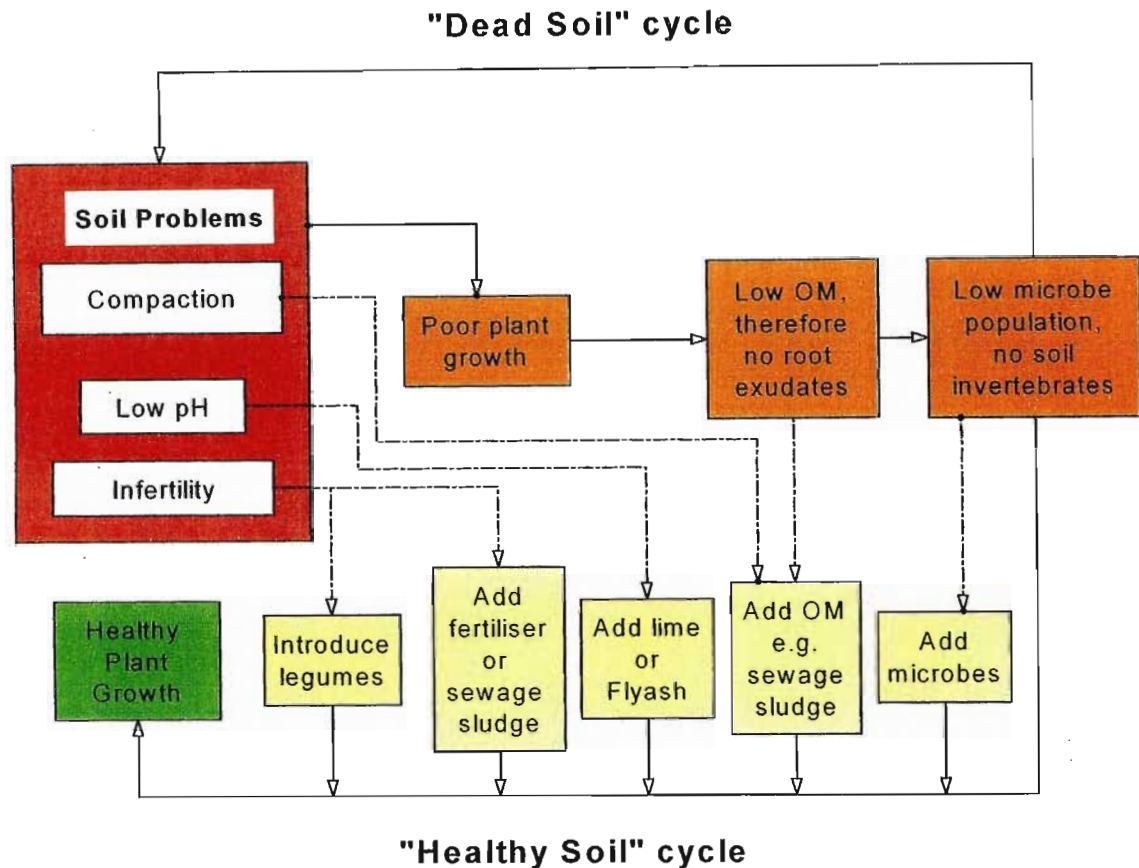 "Dead Soil" cycle
Soil Problems
Compaction
Low pH
Infertility
Poor plant
growth
Low OM,
therefore
no root
exudates
Low microbe
population,
no soil
invertebrates
Healthy
Plant
Growth
Introduce
legumes
Add
fertiliser
or
sewage
sludge
Add lime
or
Flyash
Add OM
e.g.
sewage
sludge
Add
microbes
"Healthy Soil" cycle